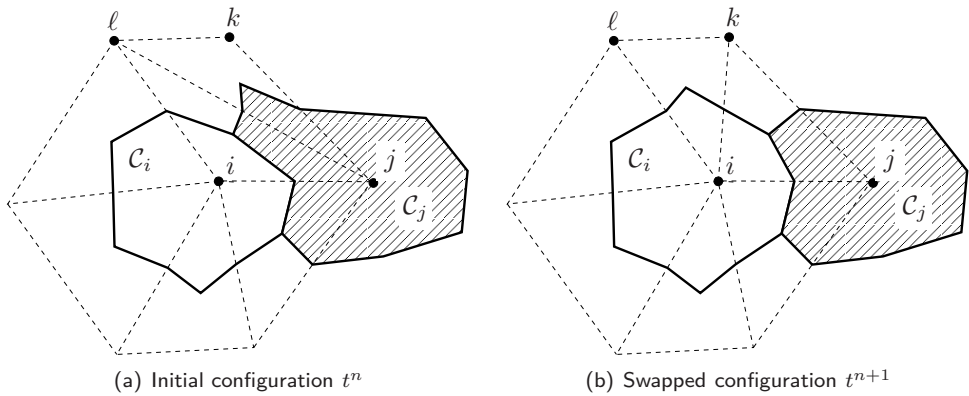 ℓ k ℓ k
𝒞ᵢ i j 𝒞ᵢ i j
𝒞ⱼ 𝒞ⱼ
(a) Initial configuration tⁿ (b) Swapped configuration tⁿ⁺¹